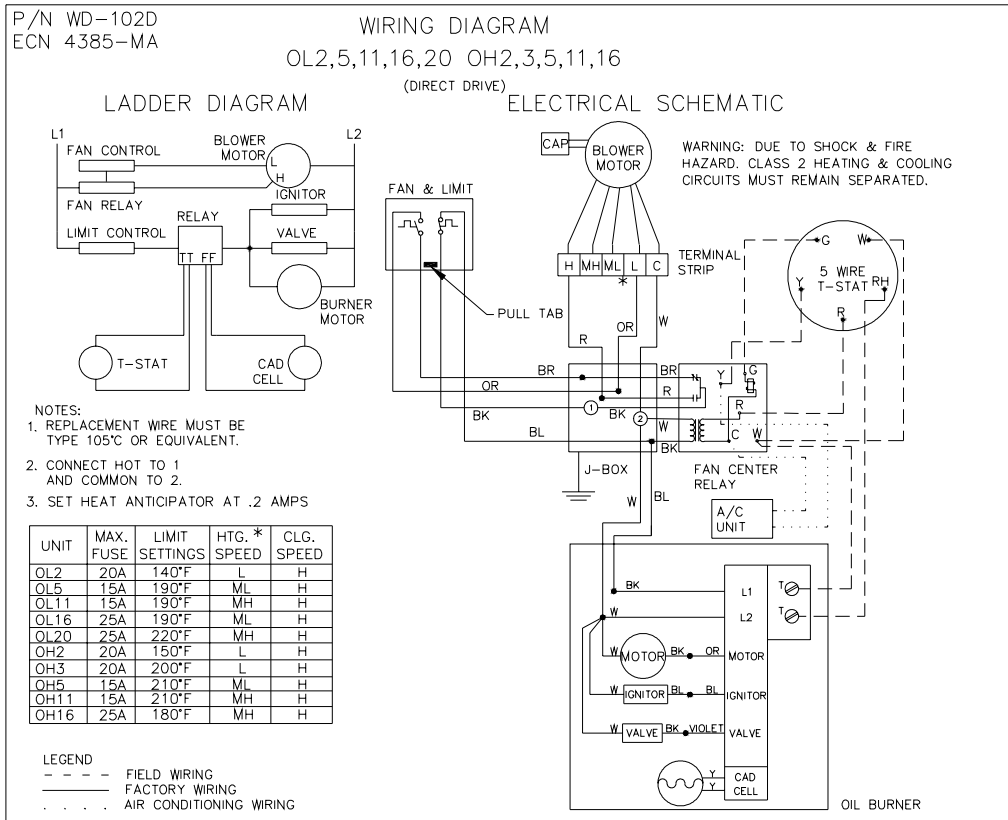 P/N WD-102D
ECN 4385-MA
WIRING DIAGRAM
OL2,5,11,16,20 OH2,3,5,11,16
(DIRECT DRIVE)
LADDER DIAGRAM
L1
L2
FAN CONTROL
BLOWER
MOTOR
L
H
FAN RELAY
IGNITOR
RELAY
LIMIT CONTROL
VALVE
TT FF
BURNER
MOTOR
T-STAT
CAD
CELL
ELECTRICAL SCHEMATIC
CAP
BLOWER
MOTOR
WARNING: DUE TO SHOCK & FIRE
HAZARD. CLASS 2 HEATING & COOLING
CIRCUITS MUST REMAIN SEPARATED.
FAN & LIMIT
PULL TAB
H MH ML L C
*
TERMINAL
STRIP
G W
5 WIRE
T-STAT
Y RH
R
OR W
R
BR BR
OR R
BK 1 BK 2 W
BL BK
Y G
R
C W
J-BOX
FAN CENTER
RELAY
W BL
A/C
UNIT
BK L1 T
W L2 T
W MOTOR BK OR MOTOR
W IGNITOR BL BL IGNITOR
W VALVE BK VIOLET VALVE
Y CAD
Y CELL
OIL BURNER
NOTES:
1. REPLACEMENT WIRE MUST BE
TYPE 105°C OR EQUIVALENT.
2. CONNECT HOT TO 1
AND COMMON TO 2.
3. SET HEAT ANTICIPATOR AT .2 AMPS
UNIT MAX. FUSE LIMIT SETTINGS HTG. * SPEED CLG. SPEED
OL2 20A 140°F L H
OL5 15A 190°F ML H
OL11 15A 190°F MH H
OL16 25A 190°F ML H
OL20 25A 220°F MH H
OH2 20A 150°F L H
OH3 20A 200°F L H
OH5 15A 210°F ML H
OH11 15A 210°F MH H
OH16 25A 180°F MH H
LEGEND
FIELD WIRING
FACTORY WIRING
AIR CONDITIONING WIRING